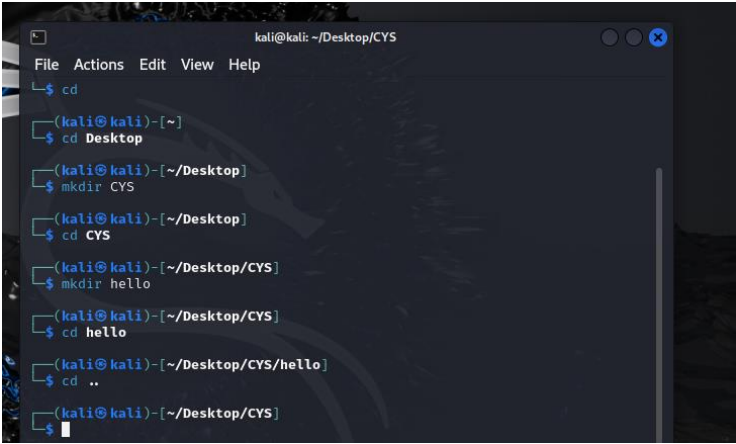 kali@kali: ~/Desktop/CYS
File Actions Edit View Help
└─$ cd
┌──(kali㉿kali)-[~]
└─$ cd Desktop
┌──(kali㉿kali)-[~/Desktop]
└─$ mkdir CYS
┌──(kali㉿kali)-[~/Desktop]
└─$ cd CYS
┌──(kali㉿kali)-[~/Desktop/CYS]
└─$ mkdir hello
┌──(kali㉿kali)-[~/Desktop/CYS]
└─$ cd hello
┌──(kali㉿kali)-[~/Desktop/CYS/hello]
└─$ cd ..
┌──(kali㉿kali)-[~/Desktop/CYS]
└─$